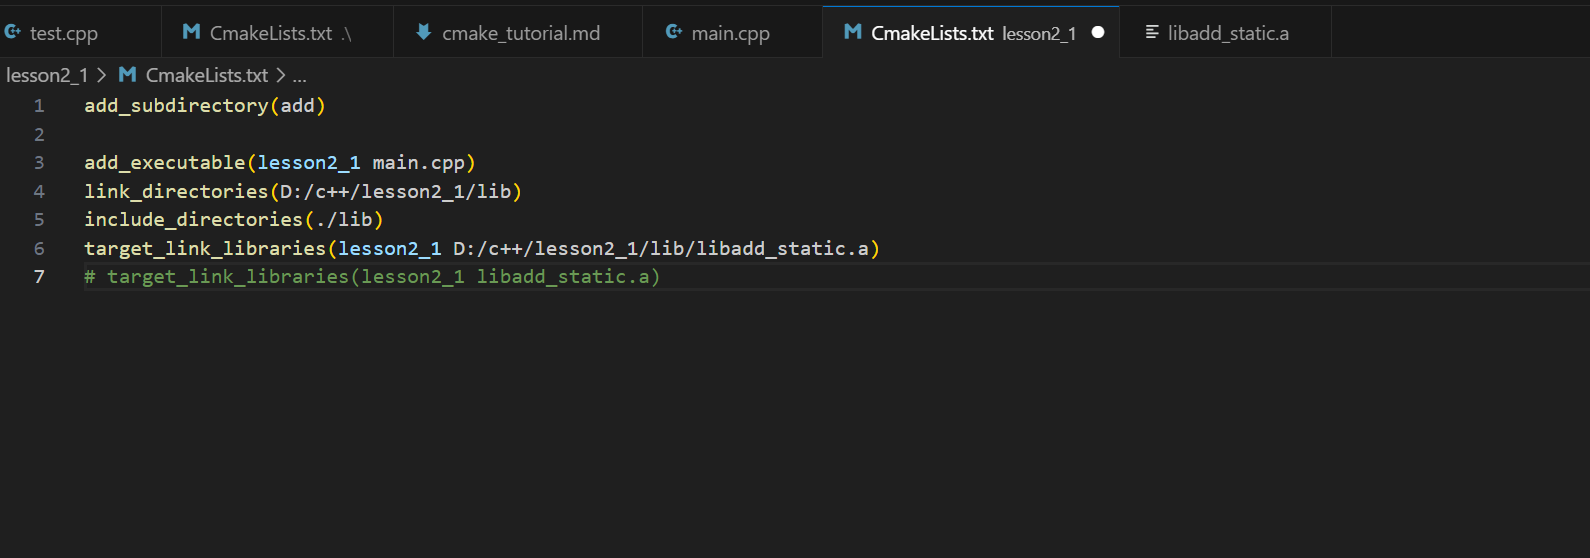 test.cpp CmakeLists.txt .\ cmake_tutorial.md main.cpp CmakeLists.txt lesson2_1 libadd_static.a
lesson2_1 > CmakeLists.txt > ...
1 add_subdirectory(add)
2
3 add_executable(lesson2_1 main.cpp)
4 link_directories(D:/c++/lesson2_1/lib)
5 include_directories(./lib)
6 target_link_libraries(lesson2_1 D:/c++/lesson2_1/lib/libadd_static.a)
7 # target_link_libraries(lesson2_1 libadd_static.a)